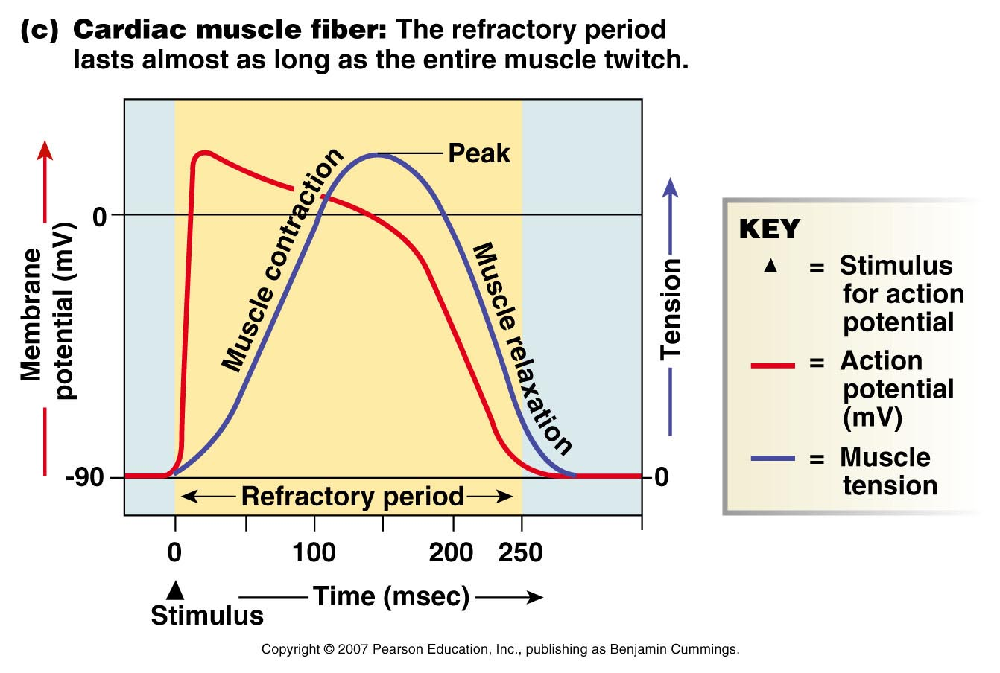 (c) Cardiac muscle fiber: The refractory period
lasts almost as long as the entire muscle twitch.
Membrane
potential (mV)
0
-90
Muscle contraction
Peak
Muscle relaxation
Tension
0
Refractory period
0
100
200
250
Stimulus
Time (msec)
KEY
▲ = Stimulus
for action
potential
= Action
potential
(mV)
= Muscle
tension
Copyright © 2007 Pearson Education, Inc., publishing as Benjamin Cummings.